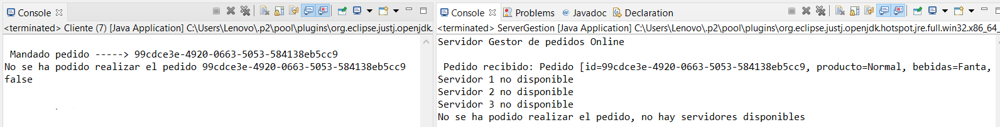 Console
<terminated> Cliente (7) [Java Application] C:\Users\Lenovo\.p2\pool\plugins\org.eclipse.justj.openjdk.
Mandado pedido -----> 99cdce3e-4920-0663-5053-584138eb5cc9
No se ha podido realizar el pedido 99cdce3e-4920-0663-5053-584138eb5cc9
false
Console Problems @ Javadoc Declaration
<terminated> ServerGestion [Java Application] C:\Users\Lenovo\.p2\pool\plugins\org.eclipse.justj.openjdk.hotspot.jre.full.win32.x86_64_
Servidor Gestor de pedidos Online
Pedido recibido: Pedido [id=99cdce3e-4920-0663-5053-584138eb5cc9, producto=Normal, bebidas=Fanta,
Servidor 1 no disponible
Servidor 2 no disponible
Servidor 3 no disponible
No se ha podido realizar el pedido, no hay servidores disponibles